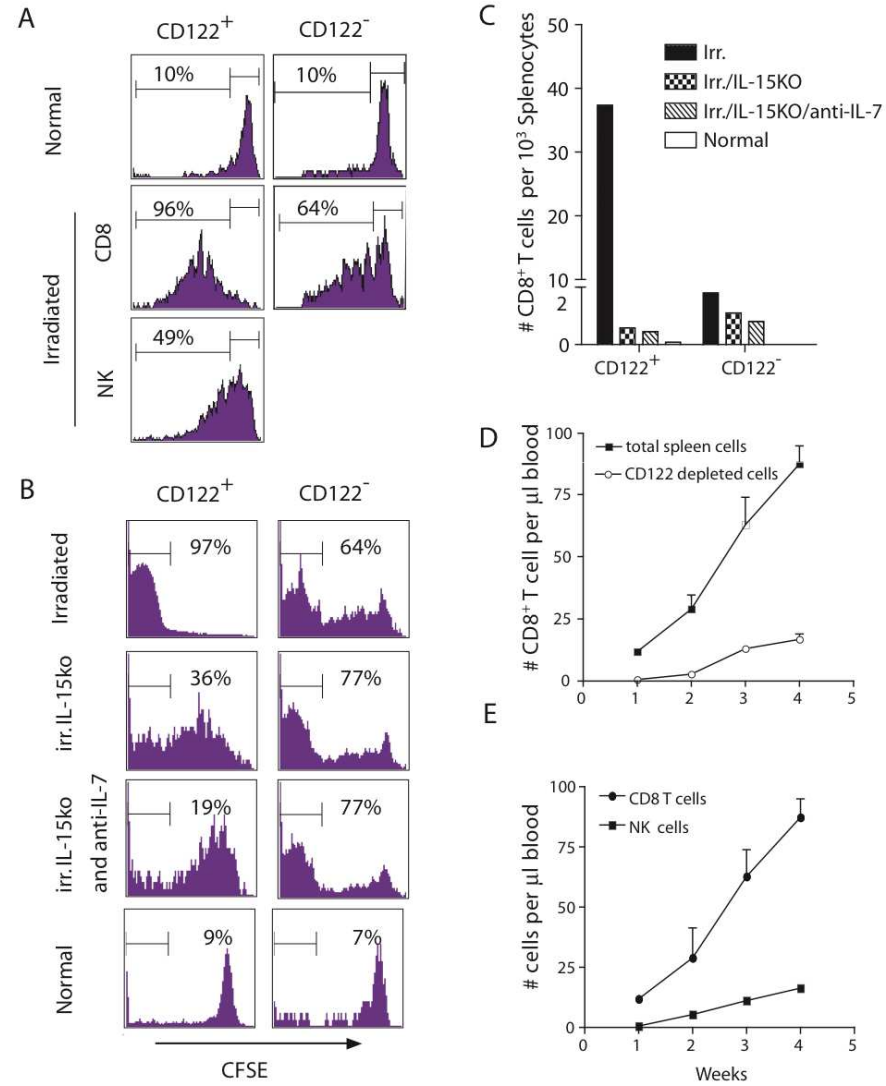 A
CD122+ CD122-
Normal
10% 10%
Irradiated
CD8
96% 64%
NK
49%
B
CD122+ CD122-
Irradiated
97% 64%
irr.IL-15ko
36% 77%
irr.IL-15ko
and anti-IL-7
19% 77%
Normal
9% 7%
CFSE
C
# CD8+ T cells per 10³ Splenocytes
50
40
30
20
10
2
0
Irr.
Irr./IL-15KO
Irr./IL-15KO/anti-IL-7
Normal
CD122+ CD122-
D
# CD8+ T cell per µl blood
100
75
50
25
0
total spleen cells
CD122 depleted cells
0 1 2 3 4 5
E
# cells per µl blood
100
75
50
25
0
CD8 T cells
NK cells
0 1 2 3 4 5
Weeks